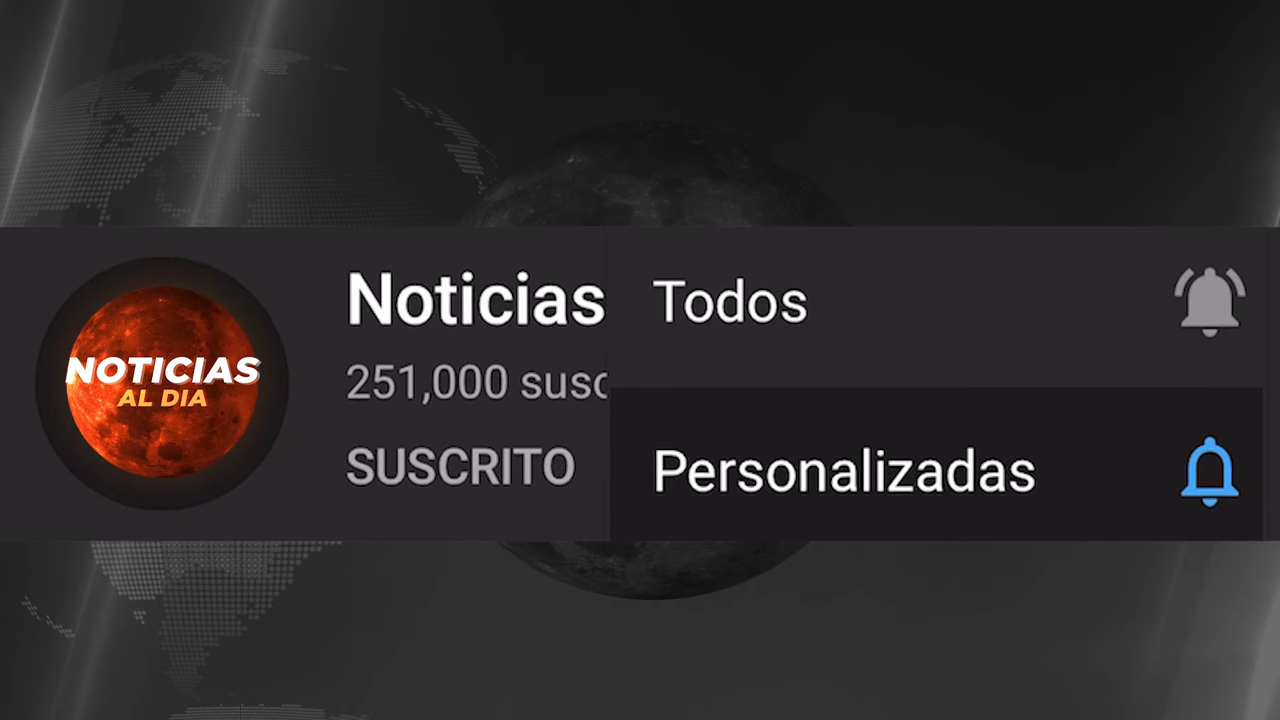 NOTICIAS
AL DIA
Noticias
251,000 susc
SUSCRITO
Todos
Personalizadas